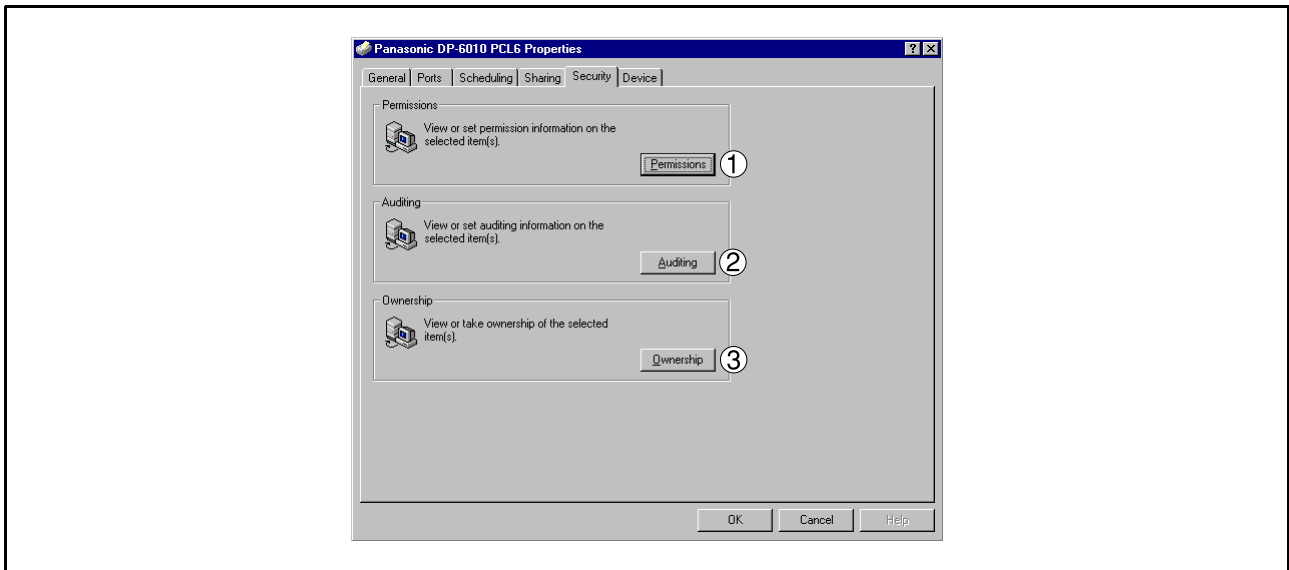 Panasonic DP-6010 PCL6 Properties
General Ports Scheduling Sharing Security Device
Permissions
View or set permission information on the
selected item(s).
Permissions ①
Auditing
View or set auditing information on the
selected item(s).
Auditing ②
Ownership
View or take ownership of the selected
item(s).
Ownership ③
OK Cancel Help